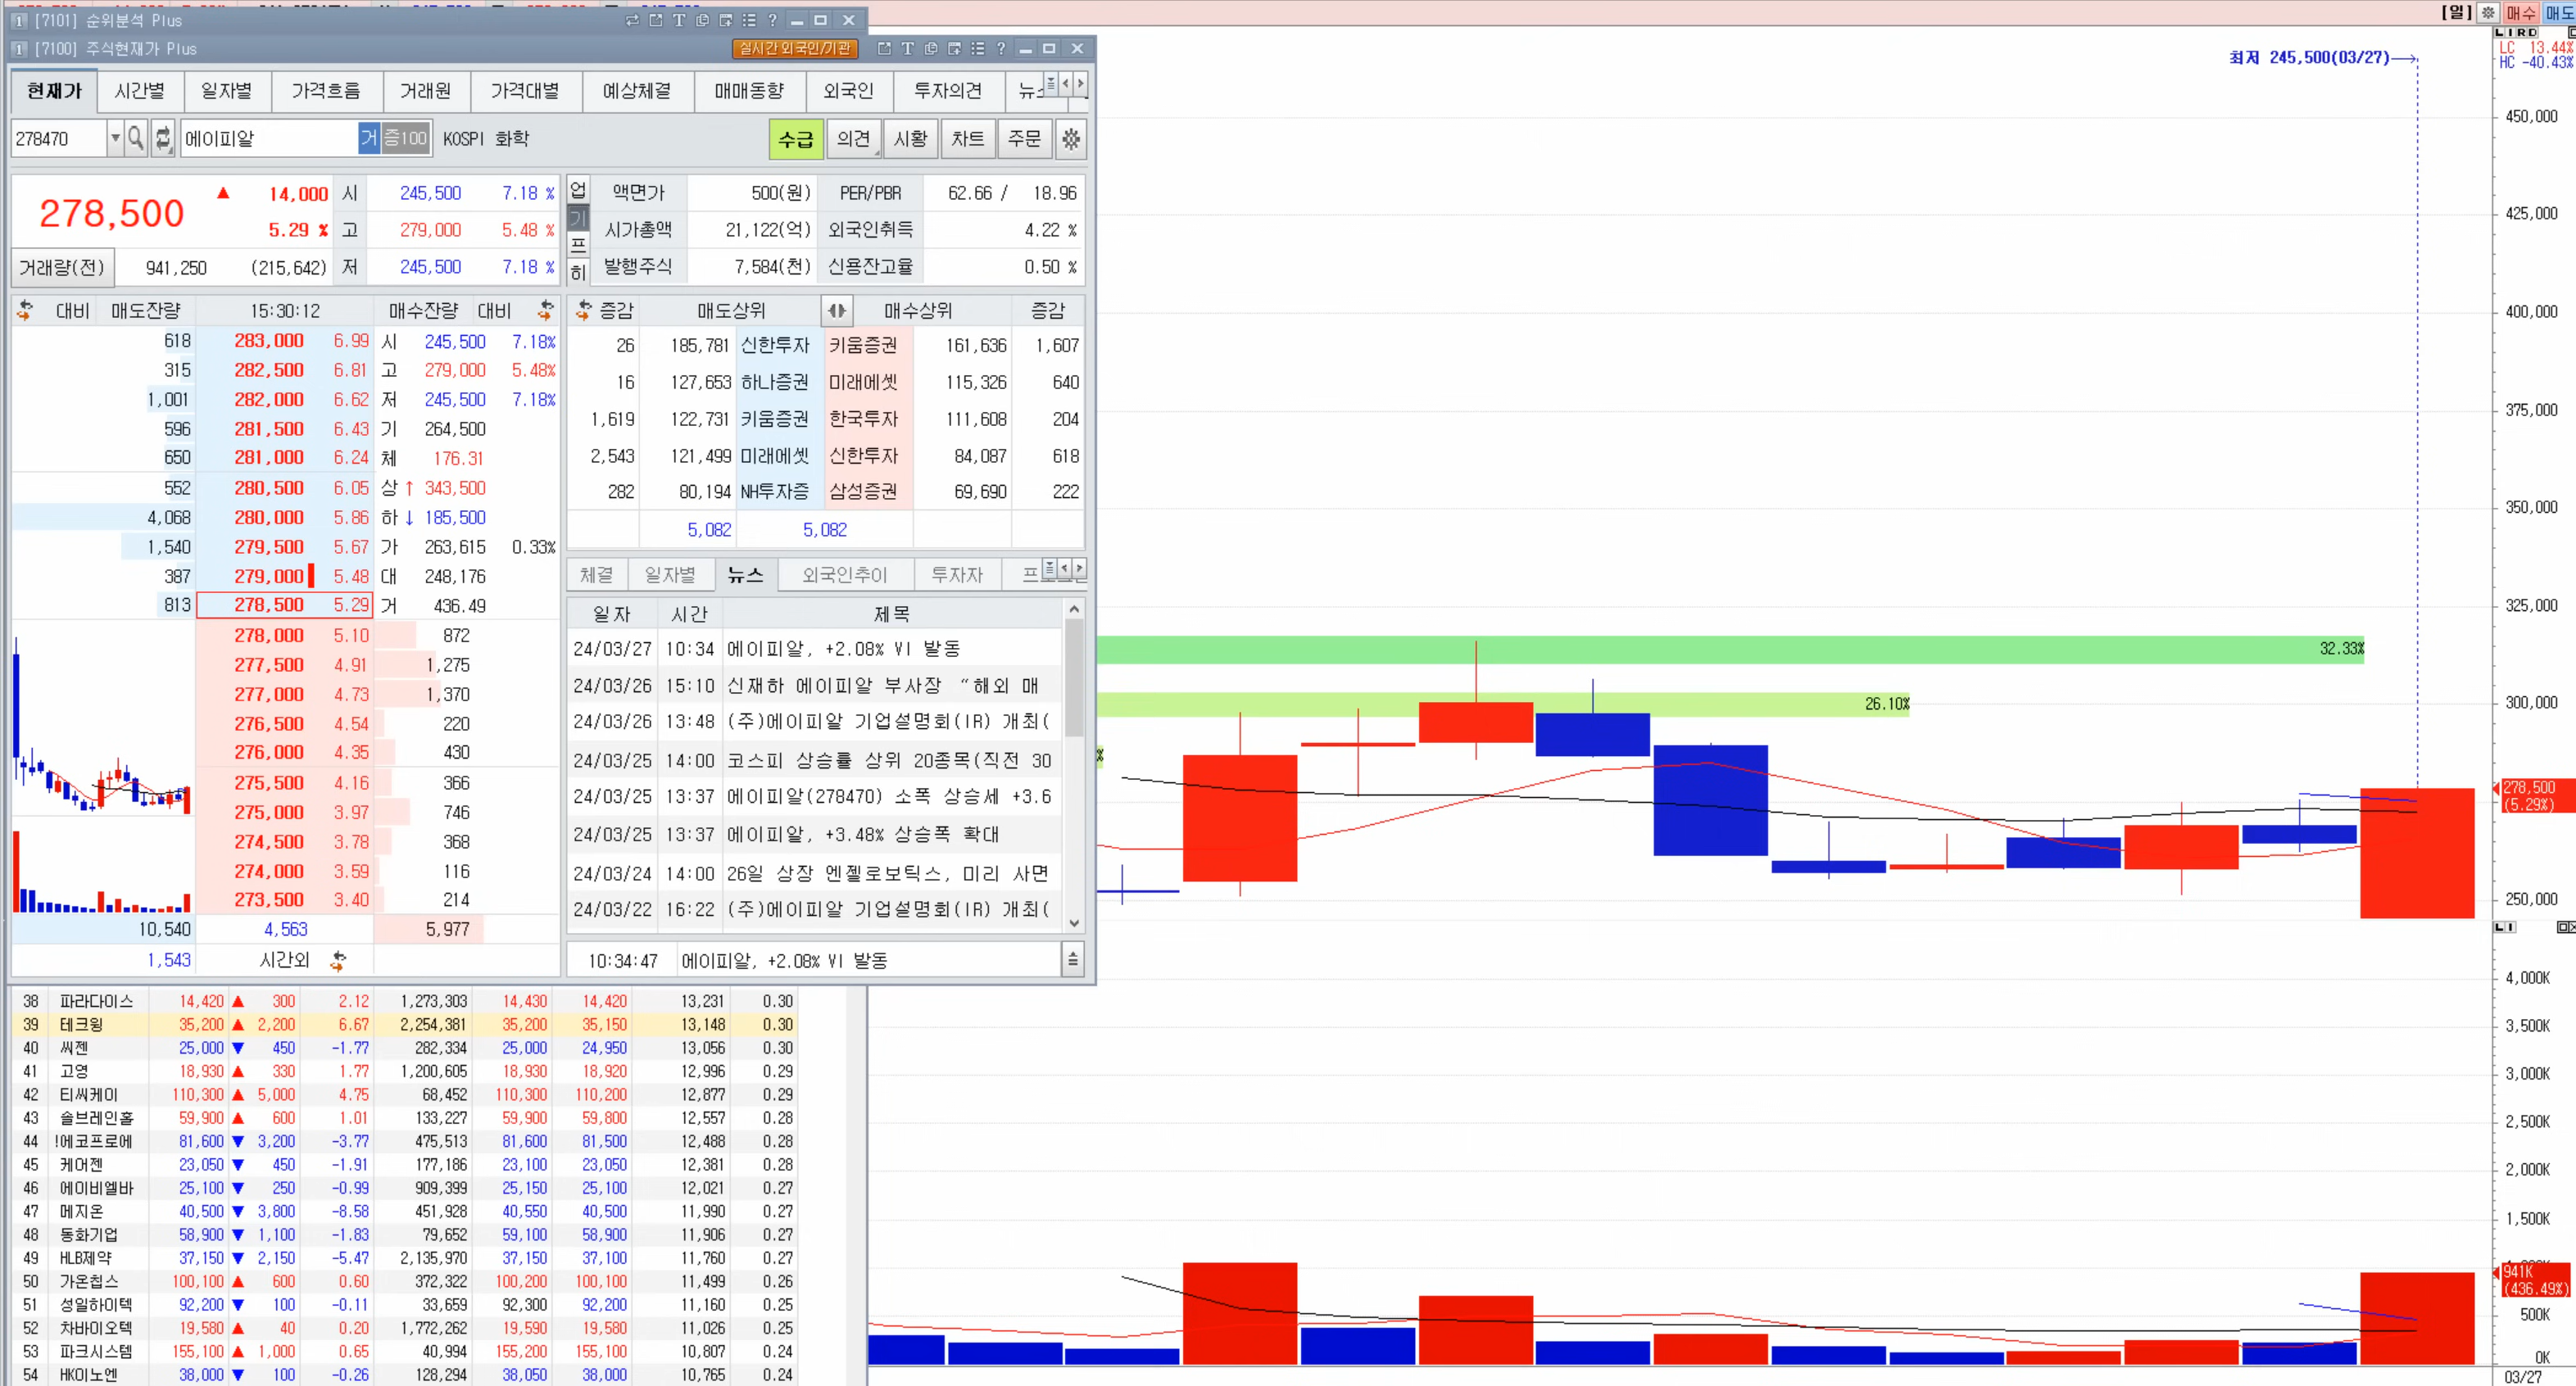 [7101] 순위분석 Plus
[7100] 주식현재가 Plus 실시간 외국인/기관
현재가 시간별 일자별 가격흐름 거래원 가격대별 예상체결 매매동향 외국인 투자의견
278470 에이피알 거 증100 KOSPI 화학 수급 의견 시황 차트 주문
278,500 ▲ 14,000 시 245,500 7.18 %
5.29 % 고 279,000 5.48 %
거래량(전) 941,250 (215,642) 저 245,500 7.18 %
업 액면가 500(원) PER/PBR 62.66 / 18.96
기 시가총액 21,122(억) 외국인취득 4.22 %
프
히 발행주식 7,584(천) 신용잔고율 0.50 %
대비 매도잔량 15:30:12 매수잔량 대비
618 283,000 6.99 시 245,500 7.18%
315 282,500 6.81 고 279,000 5.48%
1,001 282,000 6.62 저 245,500 7.18%
596 281,500 6.43 기 264,500
650 281,000 6.24 체 176.31
552 280,500 6.05 상 ↑ 343,500
4,068 280,000 5.86 하 ↓ 185,500
1,540 279,500 5.67 가 263,615 0.33%
387 279,000 5.48 대 248,176
813 278,500 5.29 거 436.49
278,000 5.10 872
277,500 4.91 1,275
277,000 4.73 1,370
276,500 4.54 220
276,000 4.35 430
275,500 4.16 366
275,000 3.97 746
274,500 3.78 368
274,000 3.59 116
273,500 3.40 214
10,540 4,563 5,977
1,543 시간외
증감 매도상위 매수상위 증감
26 185,781 신한투자 키움증권 161,636 1,607
16 127,653 하나증권 미래에셋 115,326 640
1,619 122,731 키움증권 한국투자 111,608 204
2,543 121,499 미래에셋 신한투자 84,087 618
282 80,194 NH투자증 삼성증권 69,690 222
5,082 5,082
체결 일자별 뉴스 외국인추이 투자자
일자 시간 제목
24/03/27 10:34 에이피알, +2.08% VI 발동
24/03/26 15:10 신재하 에이피알 부사장 “해외 매
24/03/26 13:48 (주)에이피알 기업설명회(IR) 개최(
24/03/25 14:00 코스피 상승률 상위 20종목(직전 30
24/03/25 13:37 에이피알(278470) 소폭 상승세 +3.6
24/03/25 13:37 에이피알, +3.48% 상승폭 확대
24/03/24 14:00 26일 상장 엔젤로보틱스, 미리 사면
24/03/22 16:22 (주)에이피알 기업설명회(IR) 개최(
10:34:47 에이피알, +2.08% VI 발동
38 파라다이스 14,420 ▲ 300 2.12 1,273,303 14,430 14,420 13,231 0.30
39 테크윙 35,200 ▲ 2,200 6.67 2,254,381 35,200 35,150 13,148 0.30
40 씨젠 25,000 ▼ 450 -1.77 282,334 25,000 24,950 13,056 0.30
41 고영 18,930 ▲ 330 1.77 1,200,605 18,930 18,920 12,996 0.29
42 티씨케이 110,300 ▲ 5,000 4.75 68,452 110,300 110,200 12,877 0.29
43 솔브레인홀 59,900 ▲ 600 1.01 133,227 59,900 59,800 12,557 0.28
44 !에코프로에 81,600 ▼ 3,200 -3.77 475,513 81,600 81,500 12,488 0.28
45 케어젠 23,050 ▼ 450 -1.91 177,186 23,100 23,050 12,381 0.28
46 에이비엘바 25,100 ▼ 250 -0.99 909,399 25,150 25,100 12,021 0.27
47 메지온 40,500 ▼ 3,800 -8.58 451,928 40,550 40,500 11,990 0.27
48 동화기업 58,900 ▼ 1,100 -1.83 79,652 59,100 58,900 11,906 0.27
49 HLB제약 37,150 ▼ 2,150 -5.47 2,135,970 37,150 37,100 11,760 0.27
50 가온칩스 100,100 ▲ 600 0.60 372,322 100,200 100,100 11,499 0.26
51 성일하이텍 92,200 ▼ 100 -0.11 33,659 92,300 92,200 11,160 0.25
52 차바이오텍 19,580 ▲ 40 0.20 1,772,262 19,590 19,580 11,026 0.25
53 파크시스템 155,100 ▲ 1,000 0.65 40,994 155,200 155,100 10,807 0.24
54 HK이노엔 38,000 ▼ 100 -0.26 128,294 38,050 38,000 10,765 0.24
[일] 매수 매도
L I R D
LC 13.44%
HC -40.43%
최저 245,500(03/27)
450,000
425,000
400,000
375,000
350,000
325,000
32.33%
26.10%
300,000
278,500
(5.29%)
250,000
L I
4,000K
3,500K
3,000K
2,500K
2,000K
1,500K
941K
(436.49%)
500K
0K
03/27